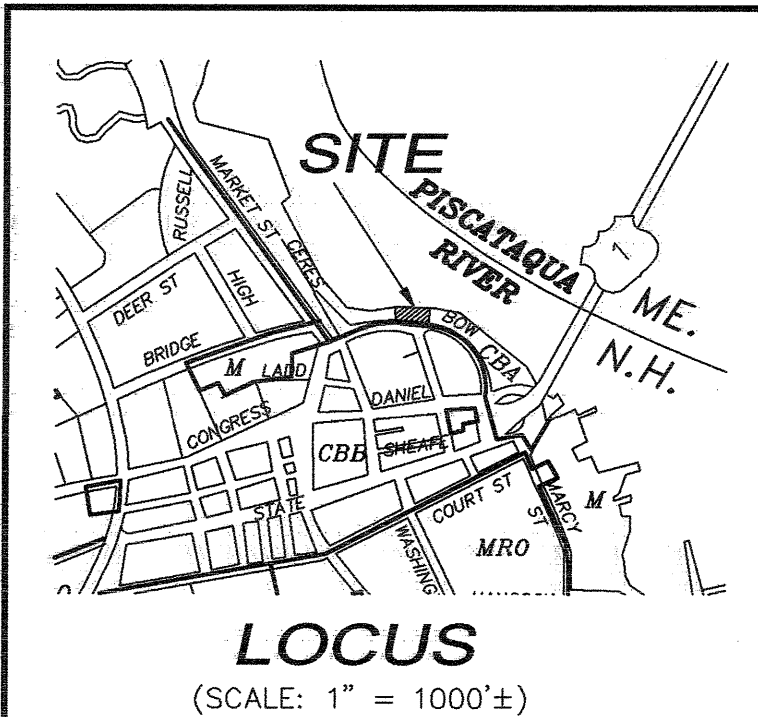 SITE
PISCATAQUA
RIVER
1
ME.
N.H.
RUSSELL
MARKET ST
CERES
DEER ST
HIGH
BRIDGE
BOW
CBA
M
LADD
DANIEL
CONGRESS
CBB
SHEAFE
STATE
COURT ST
MARCY
ST
M
WASHING
MRO
LOCUS
(SCALE: 1" = 1000'±)